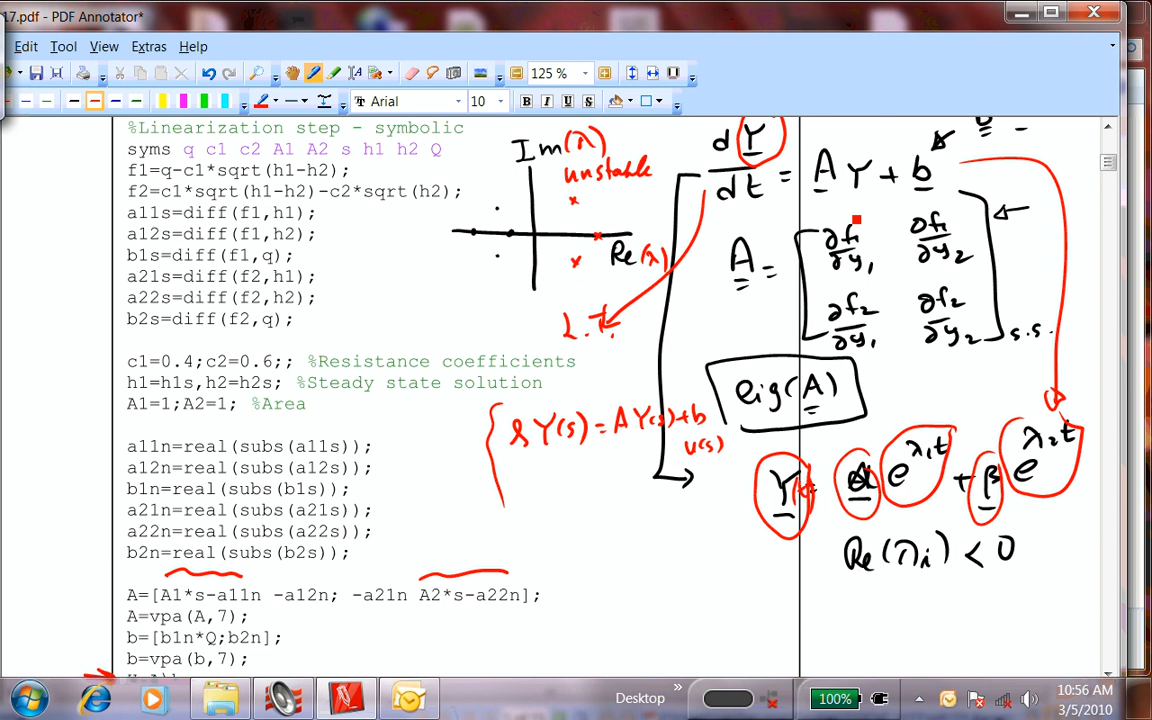 17.pdf - PDF Annotator*
Edit Tool View Extras Help
125 %
Arial 10 B I U S
%Linearization step - symbolic
syms q c1 c2 A1 A2 s h1 h2 Q
f1=q-c1*sqrt(h1-h2);
f2=c1*sqrt(h1-h2)-c2*sqrt(h2);
a11s=diff(f1,h1);
a12s=diff(f1,h2);
b1s=diff(f1,q);
a21s=diff(f2,h1);
a22s=diff(f2,h2);
b2s=diff(f2,q);
c1=0.4;c2=0.6;; %Resistance coefficients
h1=h1s,h2=h2s; %Steady state solution
A1=1;A2=1; %Area
a11n=real(subs(a11s));
a12n=real(subs(a12s));
b1n=real(subs(b1s));
a21n=real(subs(a21s));
a22n=real(subs(a22s));
b2n=real(subs(b2s));
A=[A1*s-a11n -a12n; -a21n A2*s-a22n];
A=vpa(A,7);
b=[b1n*Q;b2n];
b=vpa(b,7);
Im(λ)
unstable
Re(λ)
L.T.
dY/dt = AY + b
A = [∂f1/∂y1 ∂f1/∂y2
∂f2/∂y1 ∂f2/∂y2] s.s.
eig(A)
sY(s) = AY(s)+b
u(s)
Y(t) = α e^λ1t + β e^λ2t
Re(λi) < 0
Desktop » 100% 10:56 AM
3/5/2010